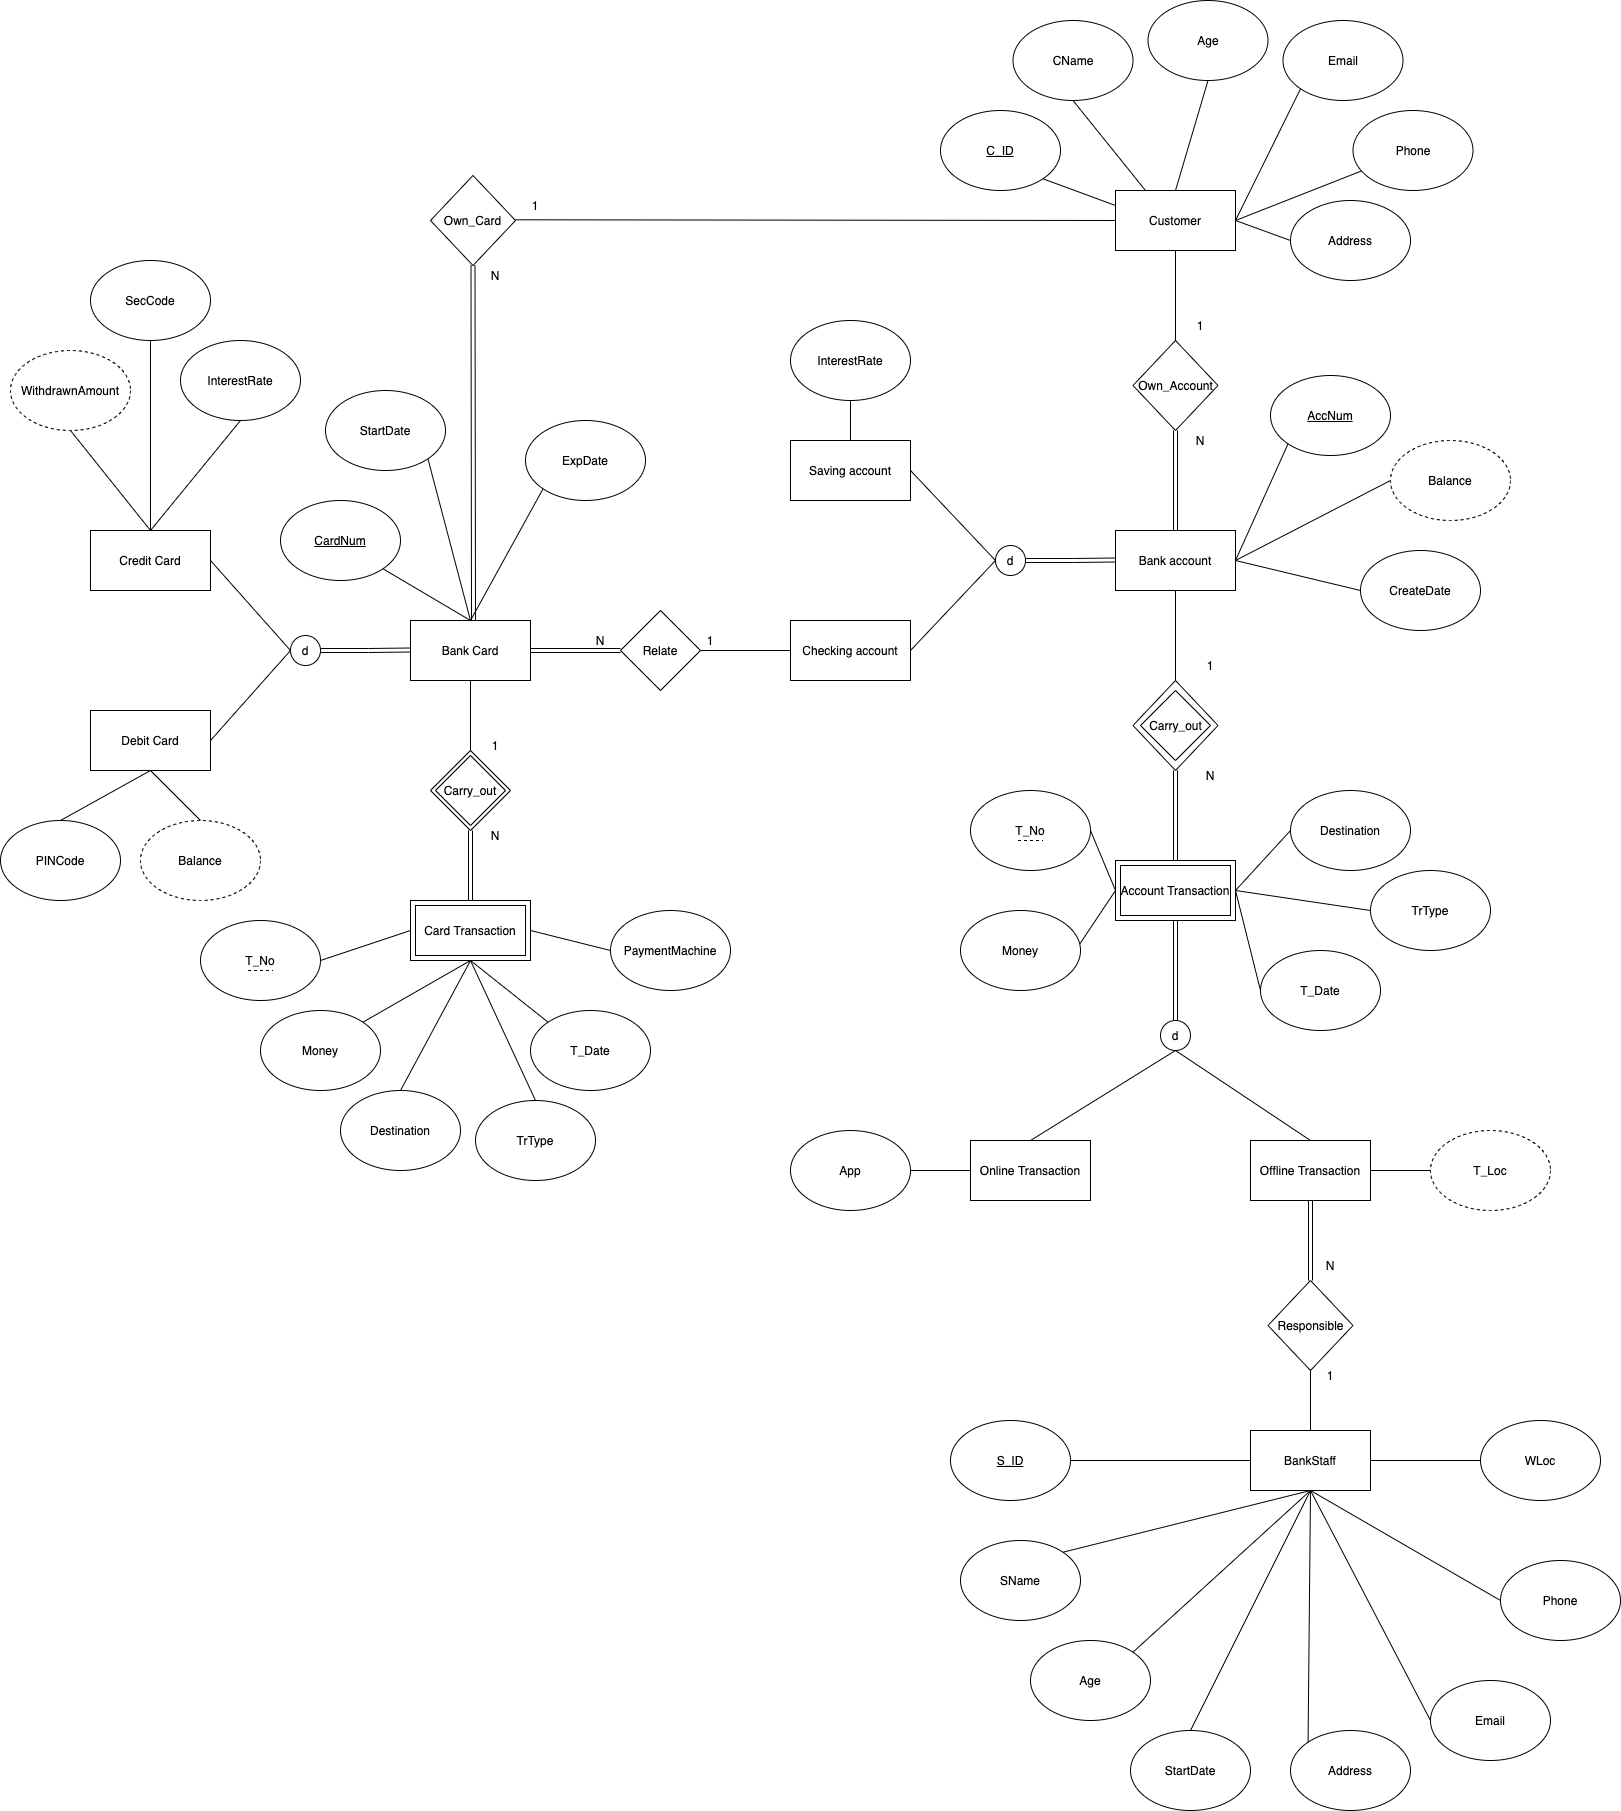 Age
CName
Email
C_ID
Phone
Customer
Address
Own_Card
1
N
SecCode
1
InterestRate
WithdrawnAmount
InterestRate
Own_Account
StartDate
AccNum
N
ExpDate
Saving account
Balance
CardNum
Credit Card
d
Bank account
CreateDate
d
Bank Card
N
Relate
1
Checking account
1
Debit Card
1
Carry_out
Carry_out
N
PINCode
Balance
N
T_No
Destination
Account Transaction
TrType
T_No
Card Transaction
PaymentMachine
Money
T_Date
Money
T_Date
d
Destination
TrType
App
Online Transaction
Offline Transaction
T_Loc
N
Responsible
1
S_ID
BankStaff
WLoc
SName
Phone
Age
Email
StartDate
Address